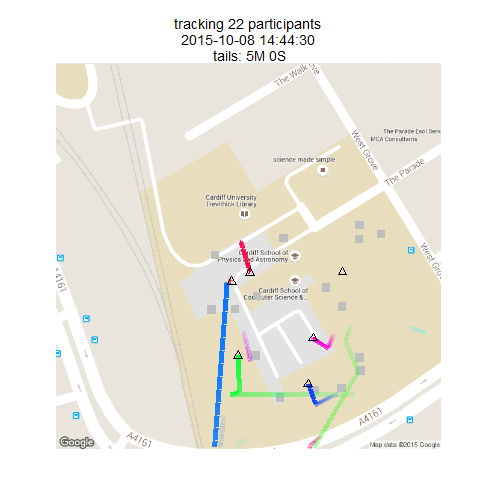 tracking 22 participants
2015-10-08 14:44:30
tails: 5M 0S
The Walk
West Grove
The Parade Esol Serv
MCA Consultants
science made simple
The Parade
Cardiff University
Trevithick Library
West Grove
Cardiff School of
Physics and Astronomy
A4161
Cardiff School of
Computer Science &...
A4161
A4161
Google
Map data ©2015 Google